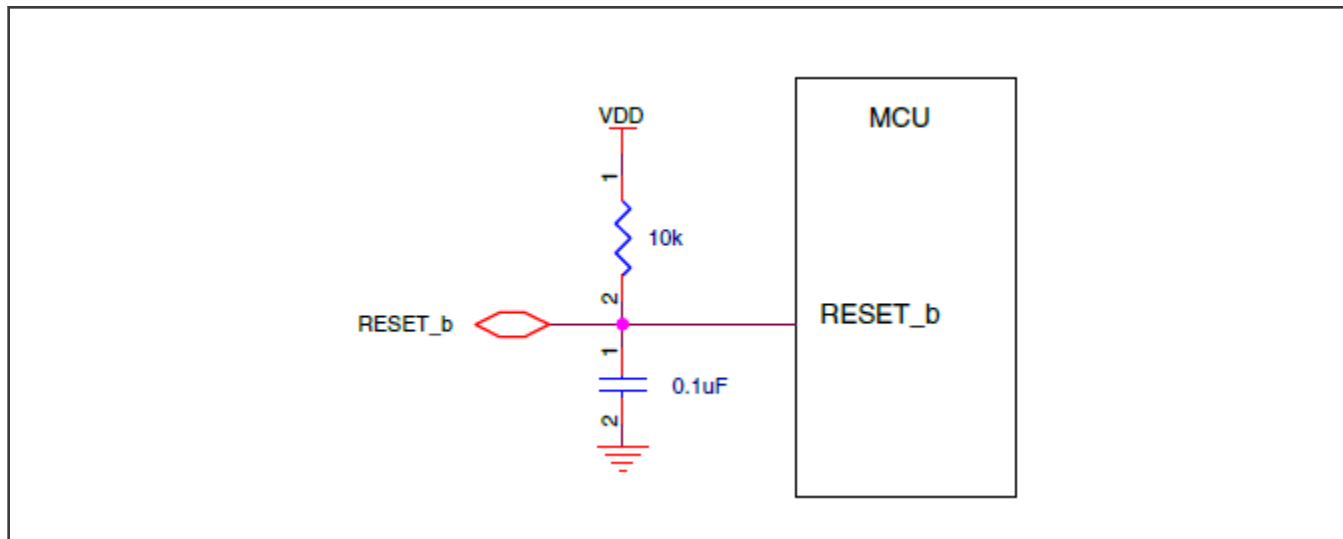 VDD
MCU
1
10k
2
RESET_b
RESET_b
1
0.1uF
2